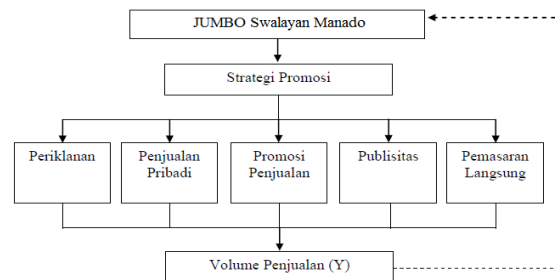 JUMBO Swalayan Manado
Strategi Promosi
Periklanan
Penjualan
Pribadi
Promosi
Penjualan
Publisitas
Pemasaran
Langsung
Volume Penjualan (Y)